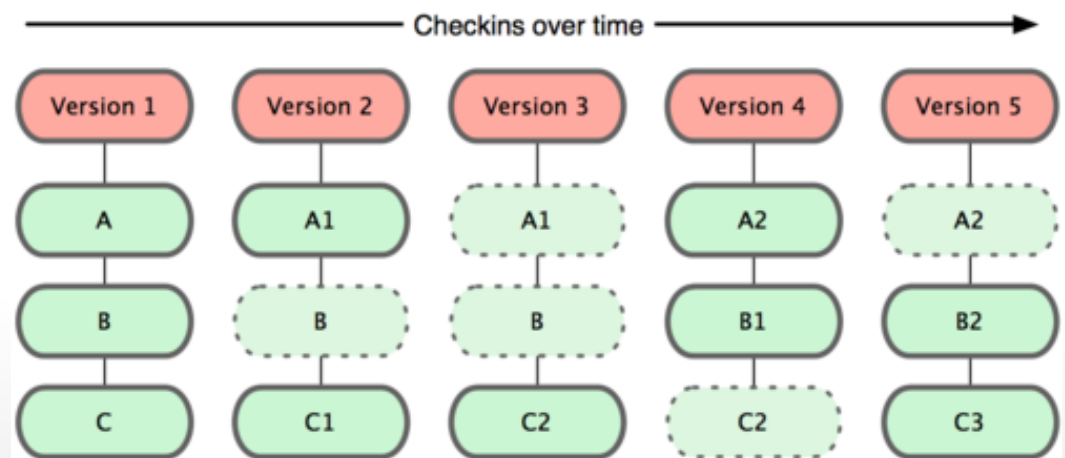 Checkins over time
Version 1 Version 2 Version 3 Version 4 Version 5
A A1 A1 A2 A2
B B B B1 B2
C C1 C2 C2 C3